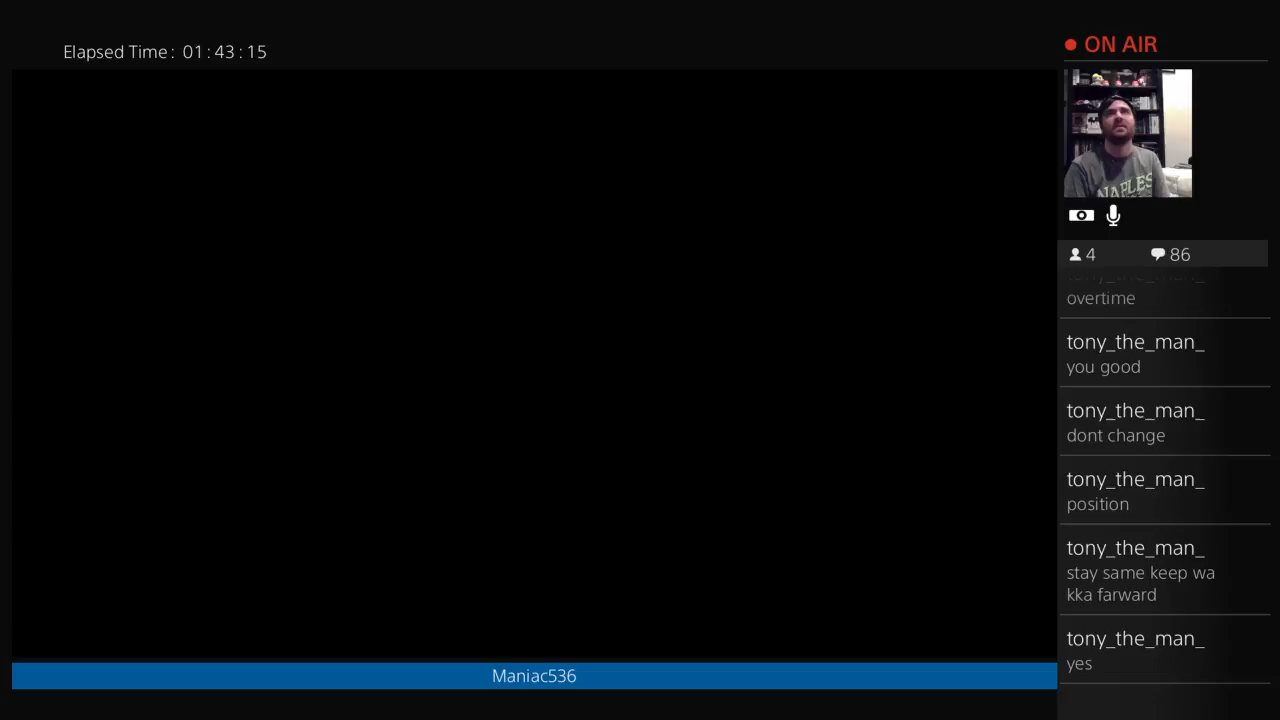 Elapsed Time: 01:43:15
ON AIR
NAPLES
4
86
overtime
tony_the_man_
you good
tony_the_man_
dont change
tony_the_man_
position
tony_the_man_
stay same keep wa
kka farward
tony_the_man_
yes
Maniac536